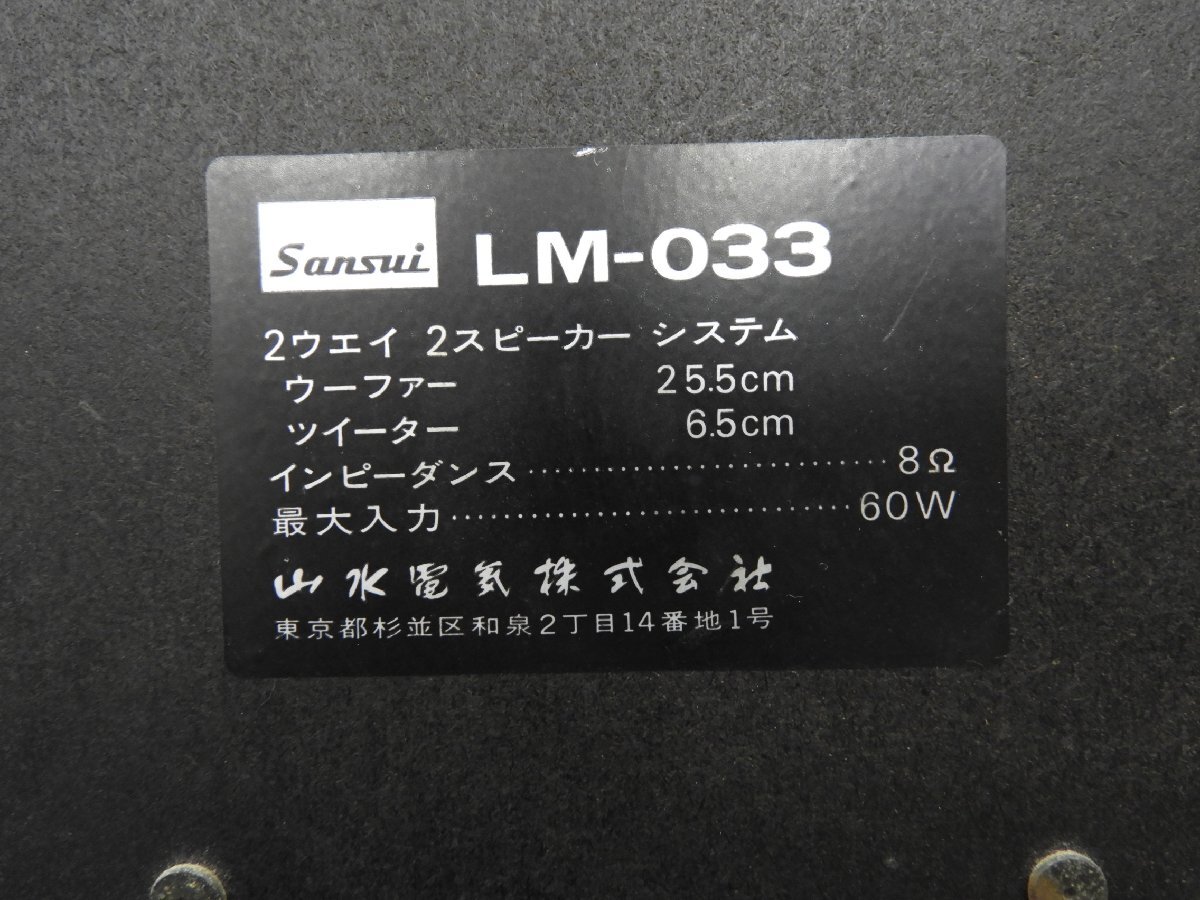 Sansui LM-033
2ウエイ 2スピーカー システム
ウーファー 25.5cm
ツイーター 6.5cm
インピーダンス ････････････････････････････ 8Ω
最大入力 ････････････････････････････････ 60W
山水電気株式会社
東京都杉並区和泉2丁目14番地1号